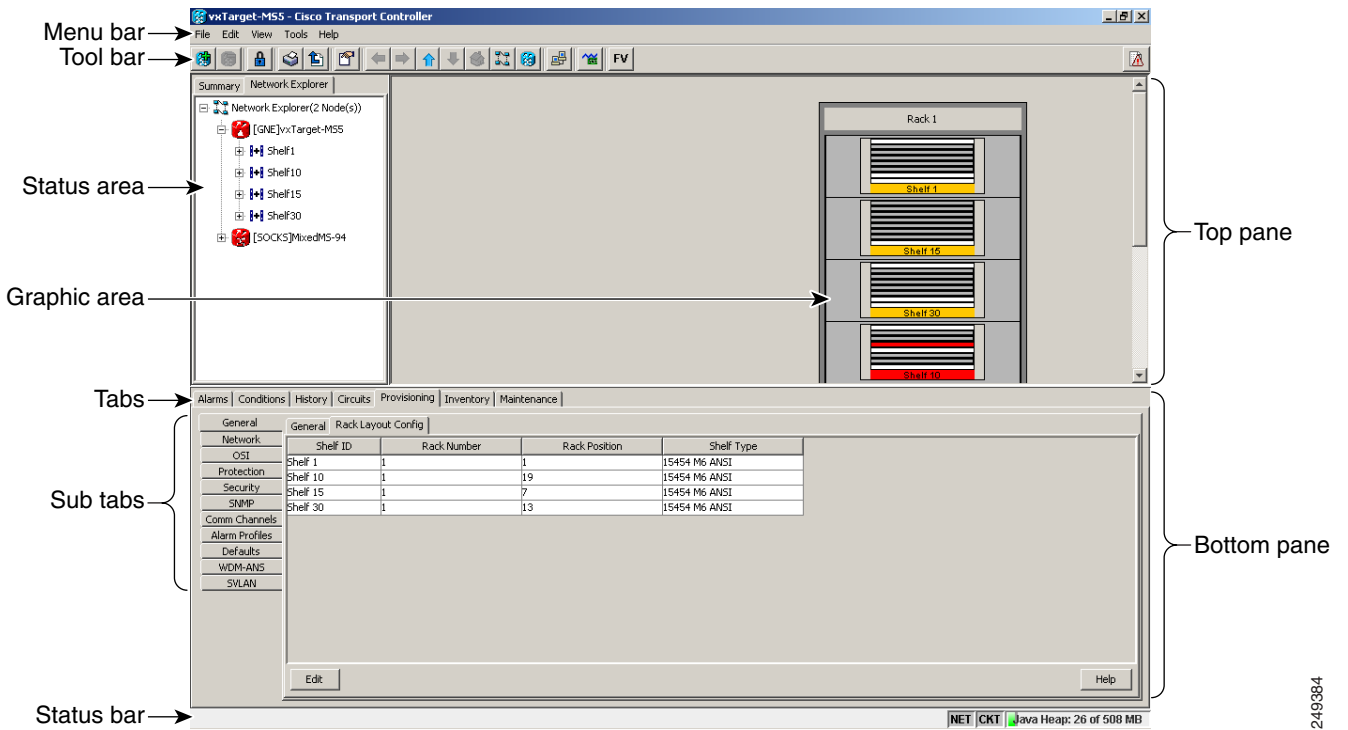 vxTarget-MS5 - Cisco Transport Controller
Menu bar
File Edit View Tools Help
Tool bar
FV
Summary Network Explorer
Network Explorer(2 Node(s))
[GNE]vxTarget-MS5
Shelf1
Shelf10
Shelf15
Shelf30
[SOCKS]MixedMS-94
Status area
Graphic area
Rack 1
Shelf 1
Shelf 15
Shelf 30
Shelf 10
Top pane
Tabs
Alarms Conditions History Circuits Provisioning Inventory Maintenance
Sub tabs
General
Network
OSI
Protection
Security
SNMP
Comm Channels
Alarm Profiles
Defaults
WDM-ANS
SVLAN
General Rack Layout Config
Shelf ID Rack Number Rack Position Shelf Type
Shelf 1 1 1 15454 M6 ANSI
Shelf 10 1 19 15454 M6 ANSI
Shelf 15 1 7 15454 M6 ANSI
Shelf 30 1 13 15454 M6 ANSI
Bottom pane
Edit Help
Status bar
NET CKT Java Heap: 26 of 508 MB
249384